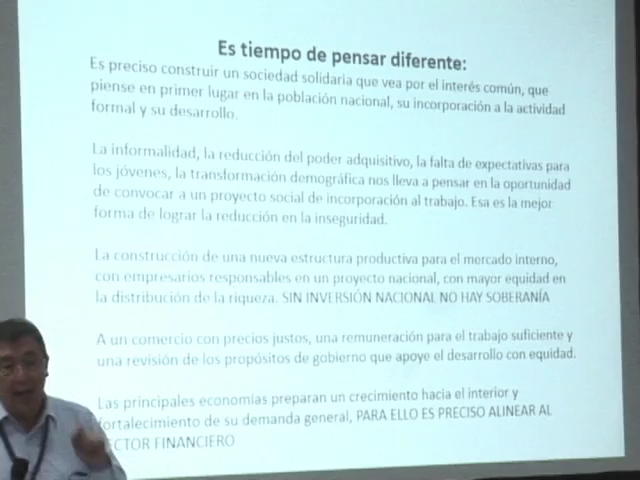 Es tiempo de pensar diferente:
Es preciso construir un sociedad solidaria que vea por el interés común, que
piense en primer lugar en la población nacional, su incorporación a la actividad
formal y su desarrollo.
La informalidad, la reducción del poder adquisitivo, la falta de expectativas para
los jóvenes, la transformación demográfica nos lleva a pensar en la oportunidad
de convocar a un proyecto social de incorporación al trabajo. Esa es la mejor
forma de lograr la reducción en la inseguridad.
La construcción de una nueva estructura productiva para el mercado interno,
con empresarios responsables en un proyecto nacional, con mayor equidad en
la distribución de la riqueza. SIN INVERSIÓN NACIONAL NO HAY SOBERANÍA
A un comercio con precios justos, una remuneración para el trabajo suficiente y
una revisión de los propósitos de gobierno que apoye el desarrollo con equidad.
Las principales economías preparan un crecimiento hacia el interior y
fortalecimiento de su demanda general, PARA ELLO ES PRECISO ALINEAR AL
ECTOR FINANCIERO